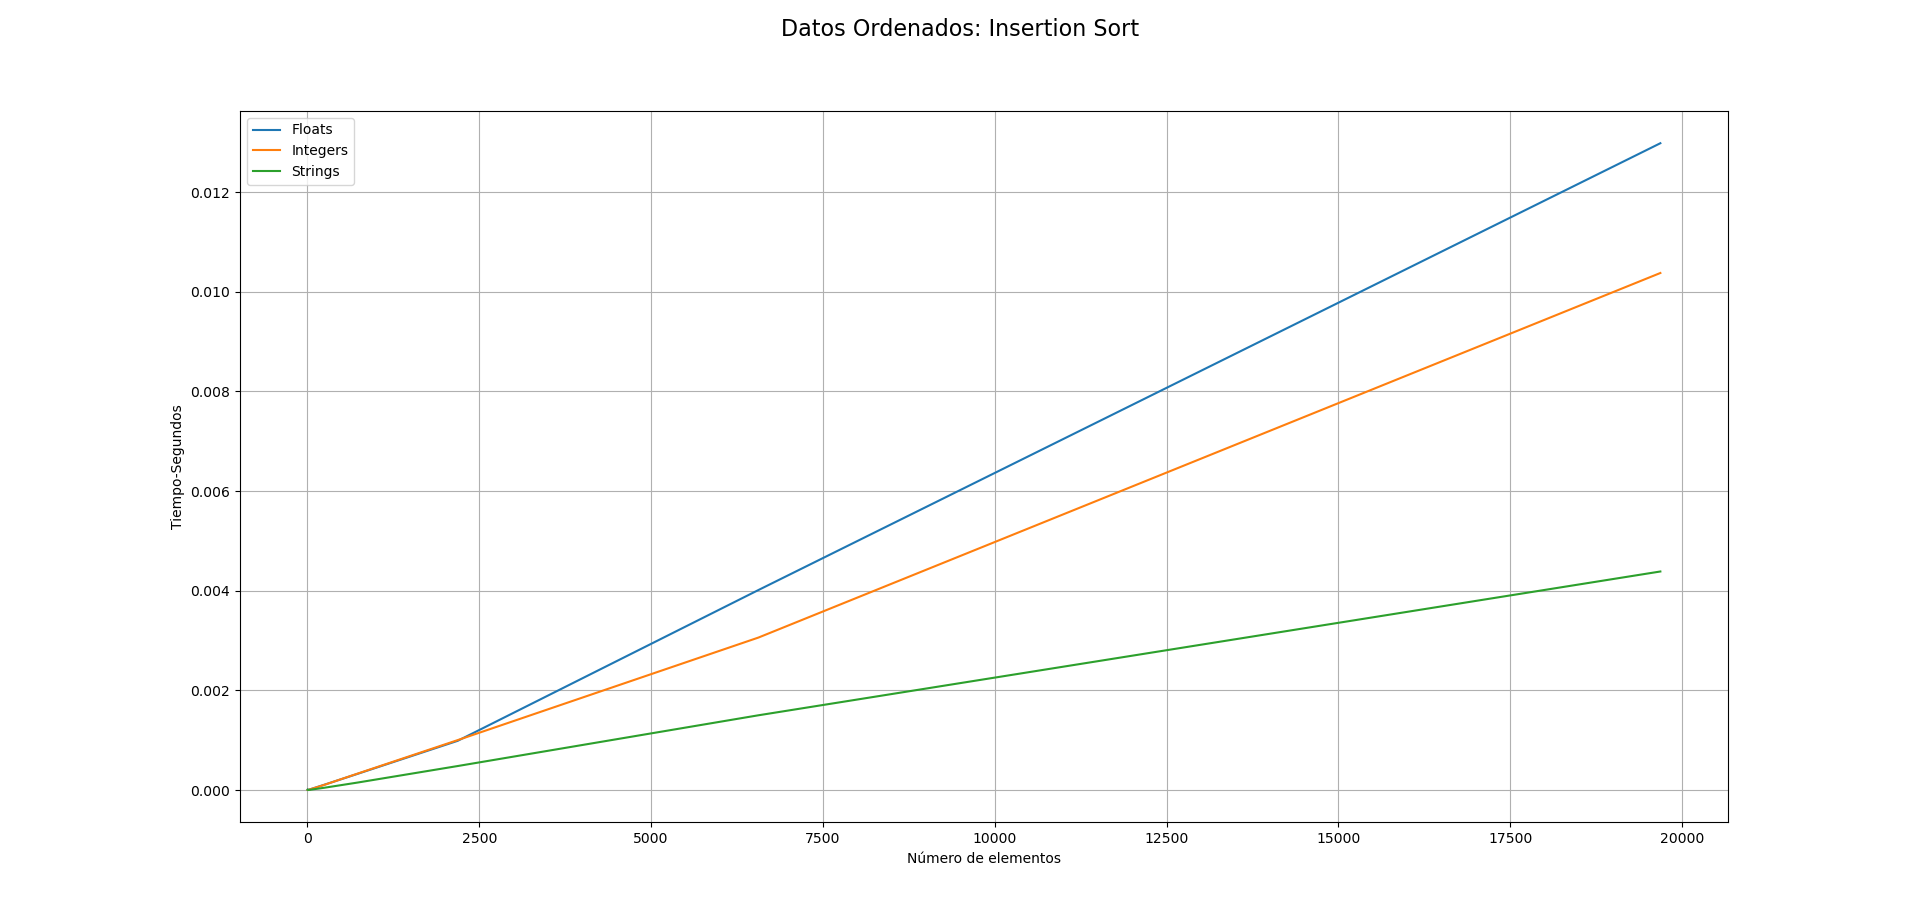 Datos Ordenados: Insertion Sort
Floats
Integers
Strings
0.012
0.010
0.008
0.006
0.004
0.002
0.000
Tiempo-Segundos
0 2500 5000 7500 10000 12500 15000 17500 20000
Número de elementos